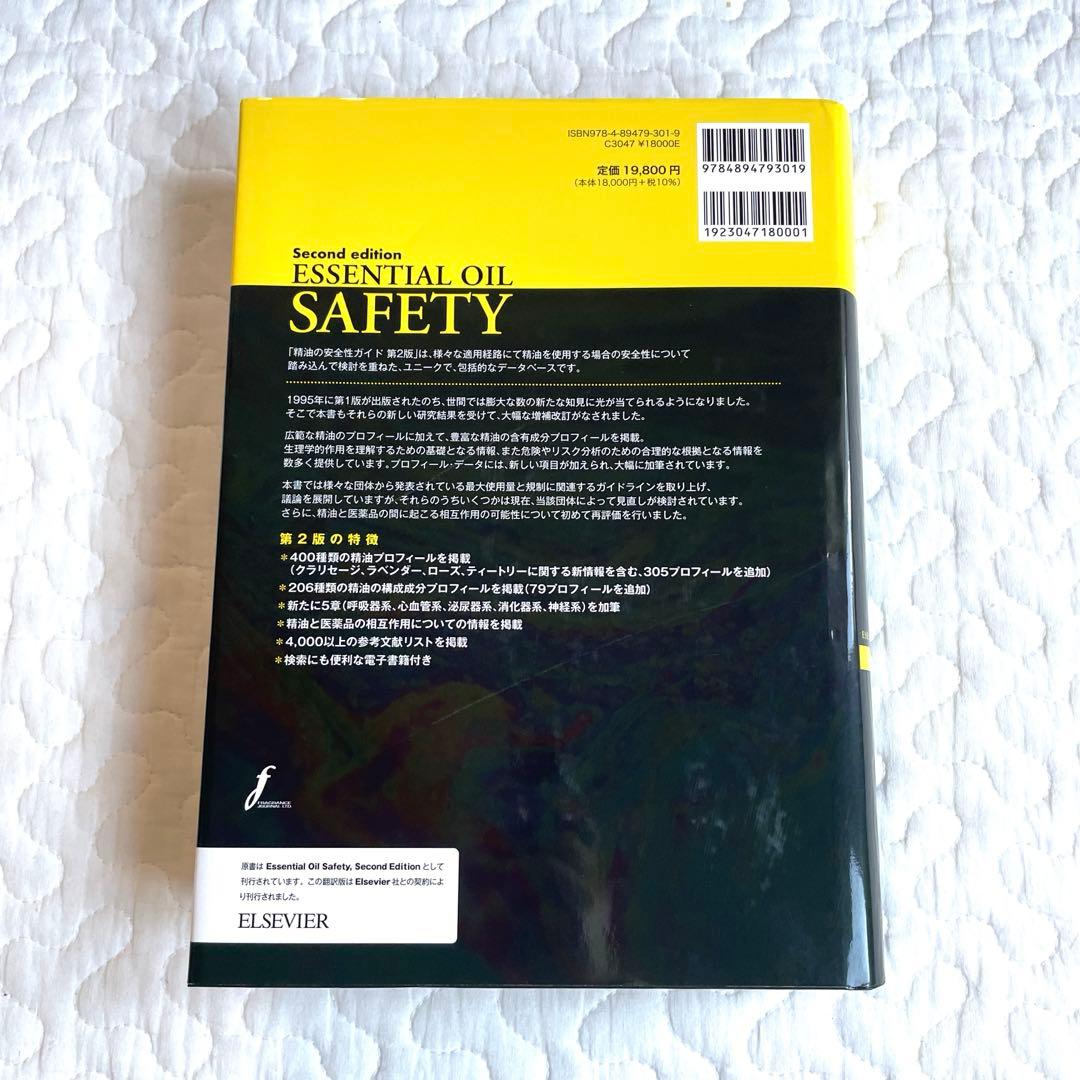 ISBN978-4-89479-301-9
C3047 ¥18000E
定価 19,800 円
(本体18,000円+税10%)
9784894793019
1923047180001
Second edition
ESSENTIAL OIL
SAFETY
「精油の安全性ガイド 第2版」は、様々な適用経路にて精油を使用する場合の安全性について
踏み込んで検討を重ねた、ユニークで、包括的なデータベースです。
1995年に第1版が出版されたのち、世間では膨大な数の新たな知見に光が当てられるようになりました。
そこで本書もそれらの新しい研究結果を受けて、大幅な増補改訂がなされました。
広範な精油のプロフィールに加えて、豊富な精油の含有成分プロフィールを掲載。
生理学的作用を理解するための基礎となる情報、また危険やリスク分析のための合理的な根拠となる情報を
数多く提供しています。プロフィール・データには、新しい項目が加えられ、大幅に加筆されています。
本書では様々な団体から発表されている最大使用量と規制に関連するガイドラインを取り上げ、
議論を展開していますが、それらのうちいくつかは現在、当該団体によって見直しが検討されています。
さらに、精油と医薬品の間に起こる相互作用の可能性について初めて再評価を行いました。
第2版の特徴
*400種類の精油プロフィールを掲載
(クラリセージ、ラベンダー、ローズ、ティートリーに関する新情報を含む、305プロフィールを追加)
*206種類の精油の構成成分プロフィールを掲載(79プロフィールを追加)
*新たに5章(呼吸器系、心血管系、泌尿器系、消化器系、神経系)を加筆
*精油と医薬品の相互作用についての情報を掲載
*4,000以上の参考文献リストを掲載
*検索にも便利な電子書籍付き
f
FRAGRANCE
JOURNAL LTD.
原書は Essential Oil Safety, Second Edition として
刊行されています。この翻訳版は Elsevier 社との契約によ
り刊行されました。
ELSEVIER